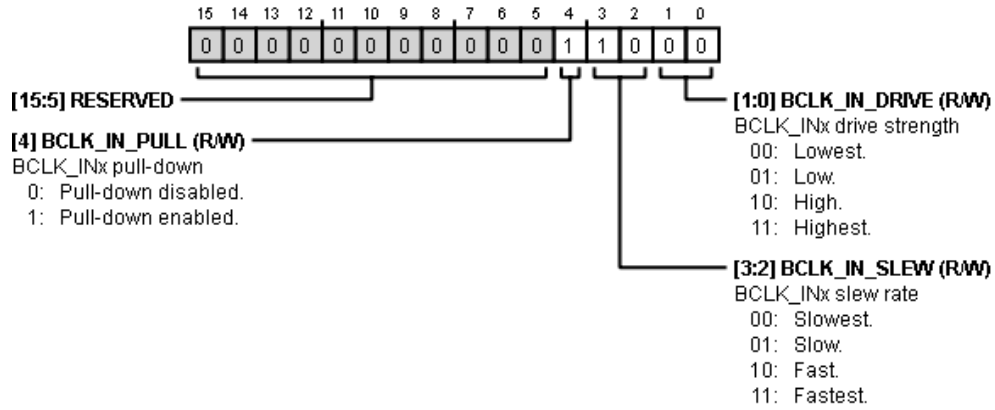 15 14 13 12 11 10 9 8 7 6 5 4 3 2 1 0
0 0 0 0 0 0 0 0 0 0 0 1 1 0 0 0
[15:5] RESERVED
[4] BCLK_IN_PULL (R/W)
BCLK_INx pull-down
0: Pull-down disabled.
1: Pull-down enabled.
[1:0] BCLK_IN_DRIVE (R/W)
BCLK_INx drive strength
00: Lowest.
01: Low.
10: High.
11: Highest.
[3:2] BCLK_IN_SLEW (R/W)
BCLK_INx slew rate
00: Slowest.
01: Slow.
10: Fast.
11: Fastest.